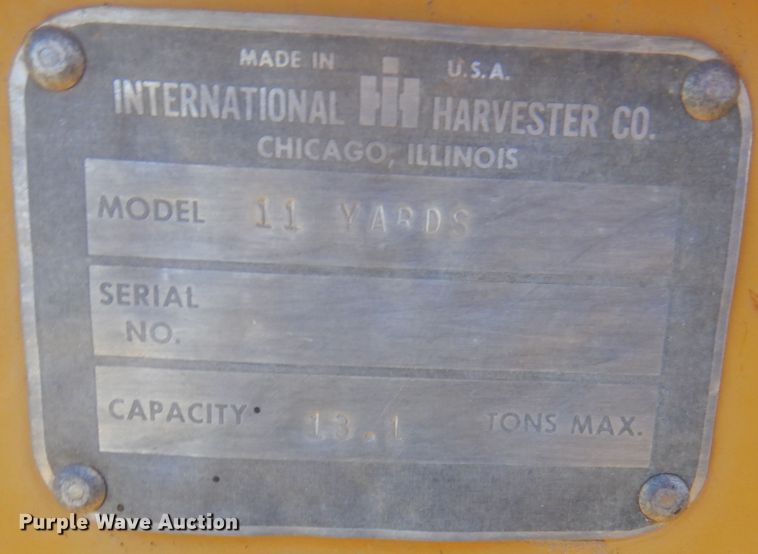 MADE IN U.S.A.
INTERNATIONAL IH HARVESTER CO.
CHICAGO, ILLINOIS
MODEL 11 YARDS
SERIAL
NO.
CAPACITY 13.1 TONS MAX.
Purple Wave Auction